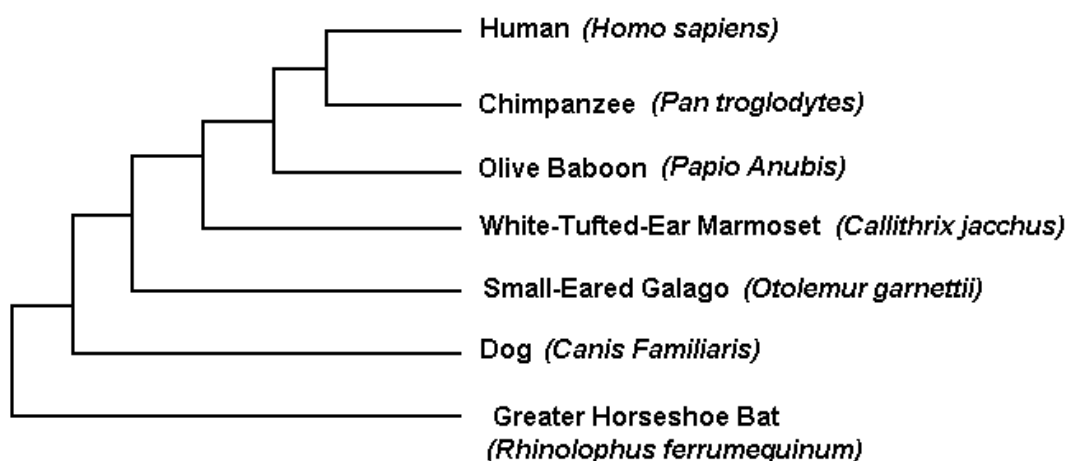 Human (Homo sapiens)
Chimpanzee (Pan troglodytes)
Olive Baboon (Papio Anubis)
White-Tufted-Ear Marmoset (Callithrix jacchus)
Small-Eared Galago (Otolemur garnettii)
Dog (Canis Familiaris)
Greater Horseshoe Bat
(Rhinolophus ferrumequinum)